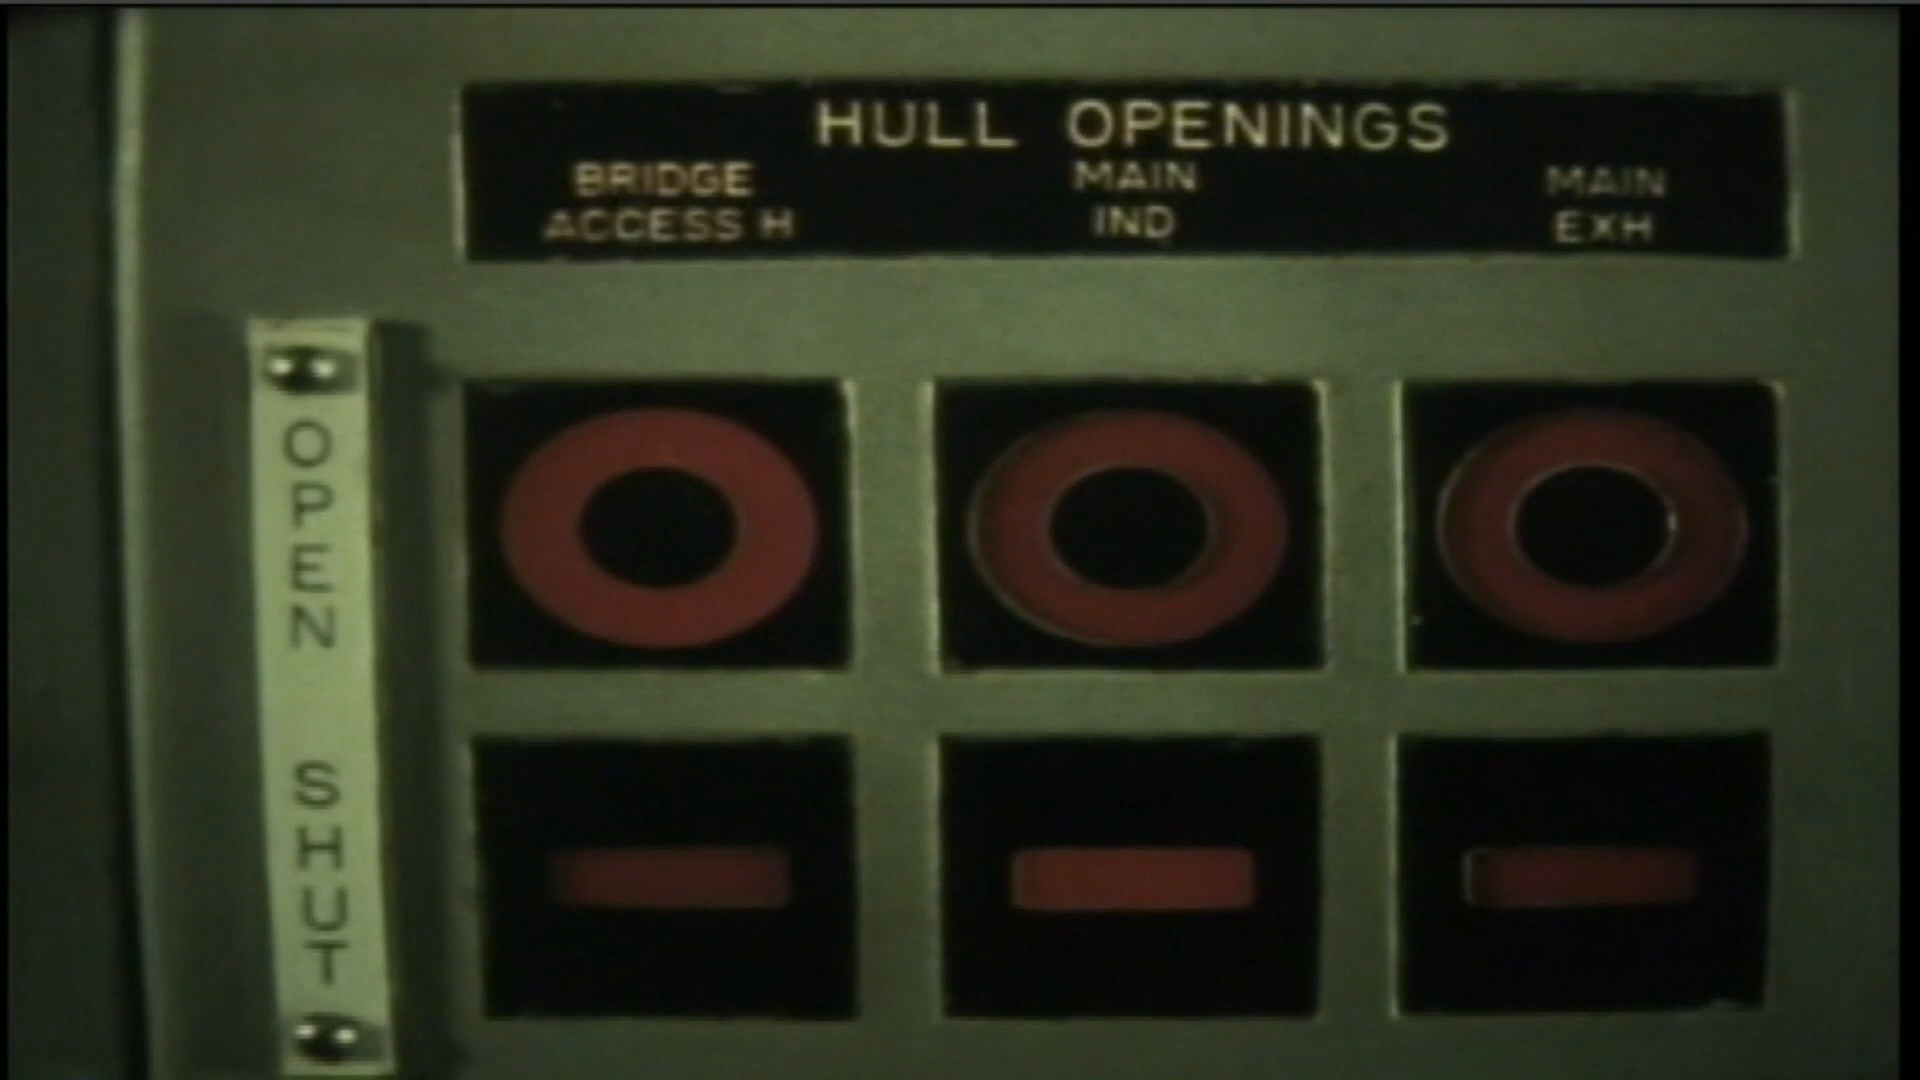 HULL OPENINGS
BRIDGE
ACCESS H
MAIN
IND
MAIN
EXH
OPEN
SHUT